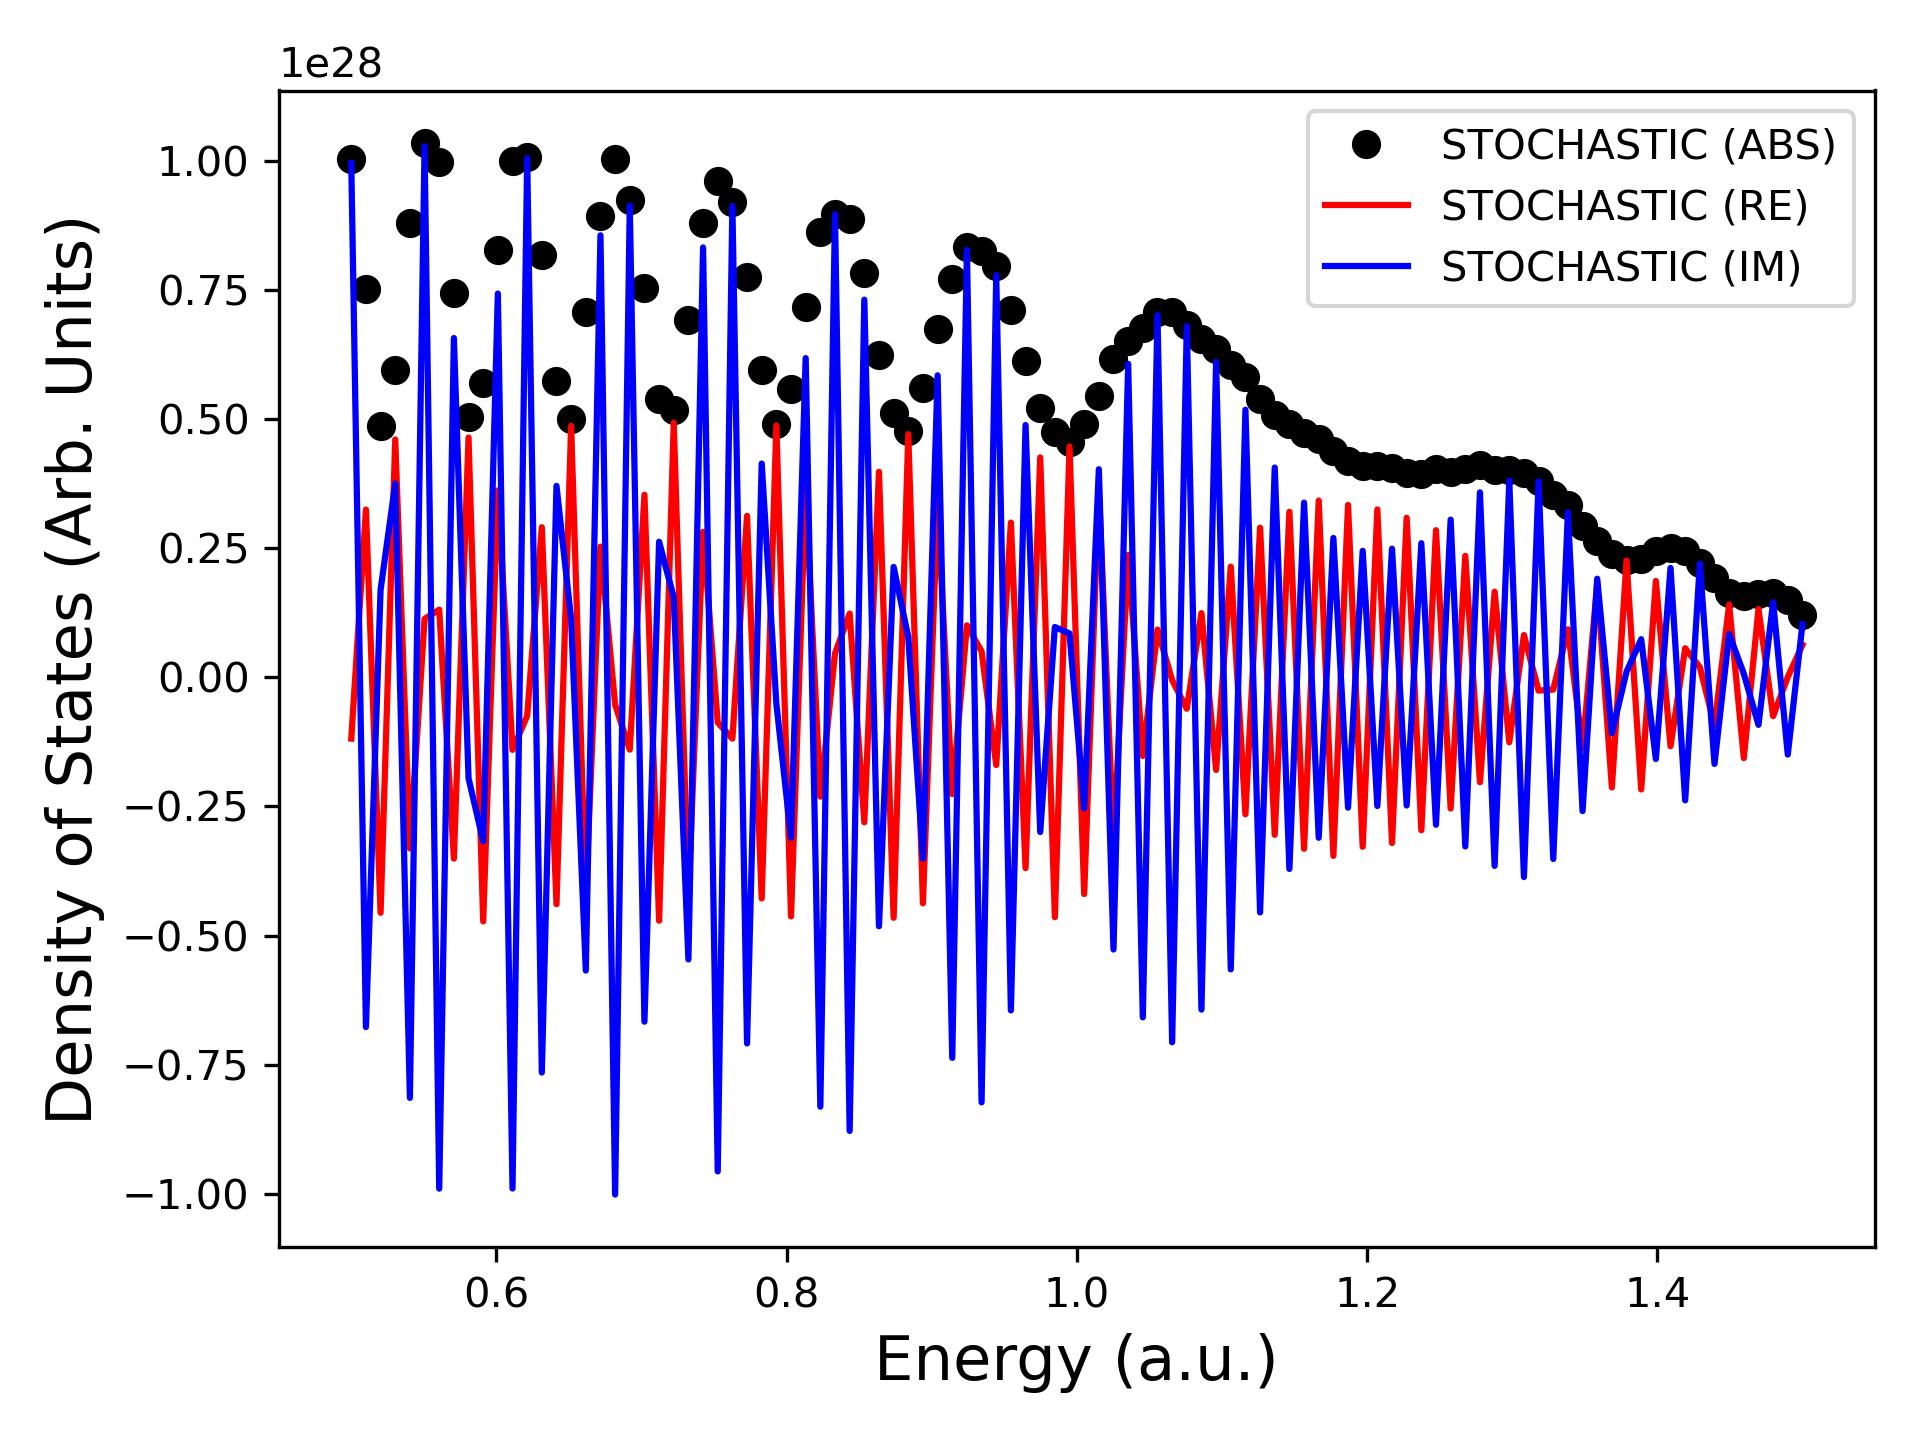 1e28
1.00
0.75
0.50
0.25
0.00
−0.25
−0.50
−0.75
−1.00
Density of States (Arb. Units)
STOCHASTIC (ABS)
STOCHASTIC (RE)
STOCHASTIC (IM)
0.6 0.8 1.0 1.2 1.4
Energy (a.u.)